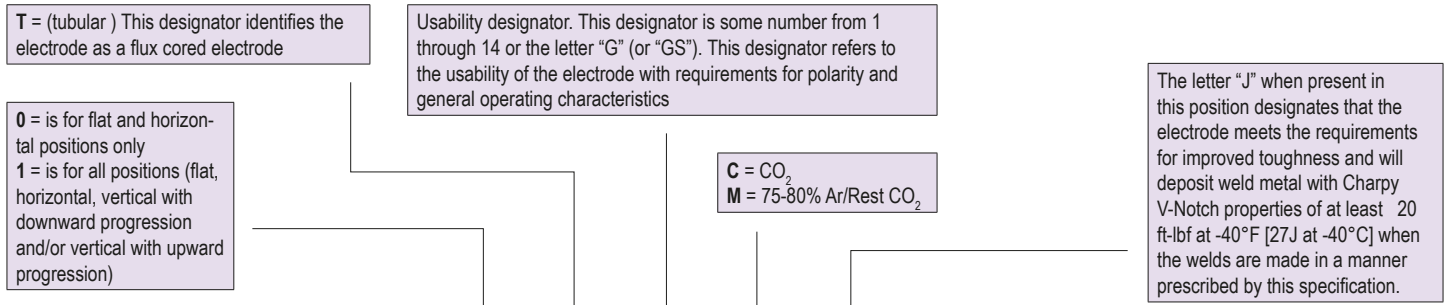 T = (tubular ) This designator identifies the
electrode as a flux cored electrode
Usability designator. This designator is some number from 1
through 14 or the letter “G” (or “GS”). This designator refers to
the usability of the electrode with requirements for polarity and
general operating characteristics
The letter “J” when present in
this position designates that the
electrode meets the requirements
for improved toughness and will
deposit weld metal with Charpy
V-Notch properties of at least 20
ft-lbf at -40°F [27J at -40°C] when
the welds are made in a manner
prescribed by this specification.
0 = is for flat and horizon-
tal positions only
1 = is for all positions (flat,
horizontal, vertical with
downward progression
and/or vertical with upward
progression)
C = CO₂
M = 75-80% Ar/Rest CO₂